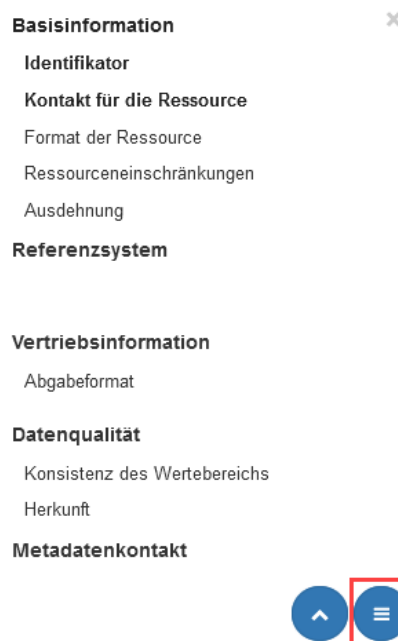 Basisinformation
Identifikator
Kontakt für die Ressource
Format der Ressource
Ressourceneinschränkungen
Ausdehnung
Referenzsystem
Vertriebsinformation
Abgabeformat
Datenqualität
Konsistenz des Wertebereichs
Herkunft
Metadatenkontakt